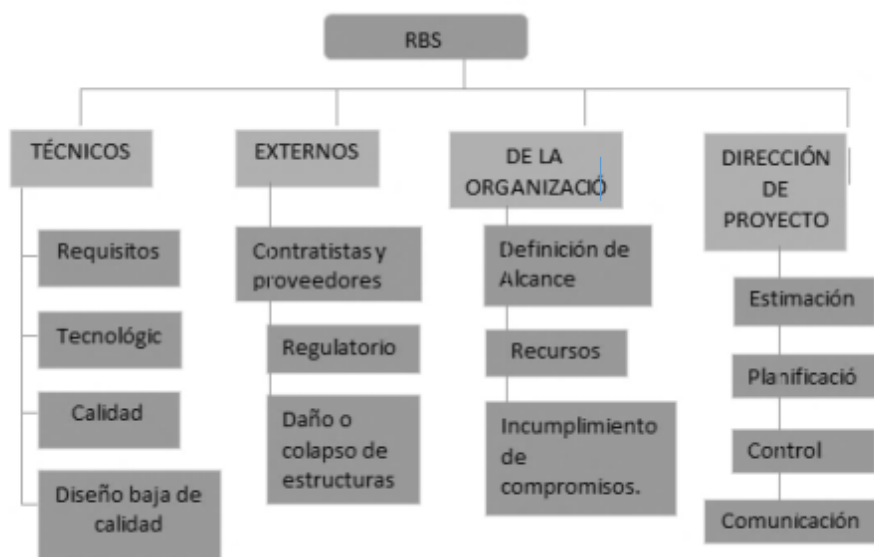 RBS
TÉCNICOS
Requisitos
Tecnológic
Calidad
Diseño baja de
calidad
EXTERNOS
Contratistas y
proveedores
Regulatorio
Daño o
colapso de
estructuras
DE LA
ORGANIZACIÓ
Definición de
Alcance
Recursos
Incumplimiento
de
compromisos.
DIRECCIÓN
DE
PROYECTO
Estimación
Planificació
Control
Comunicación